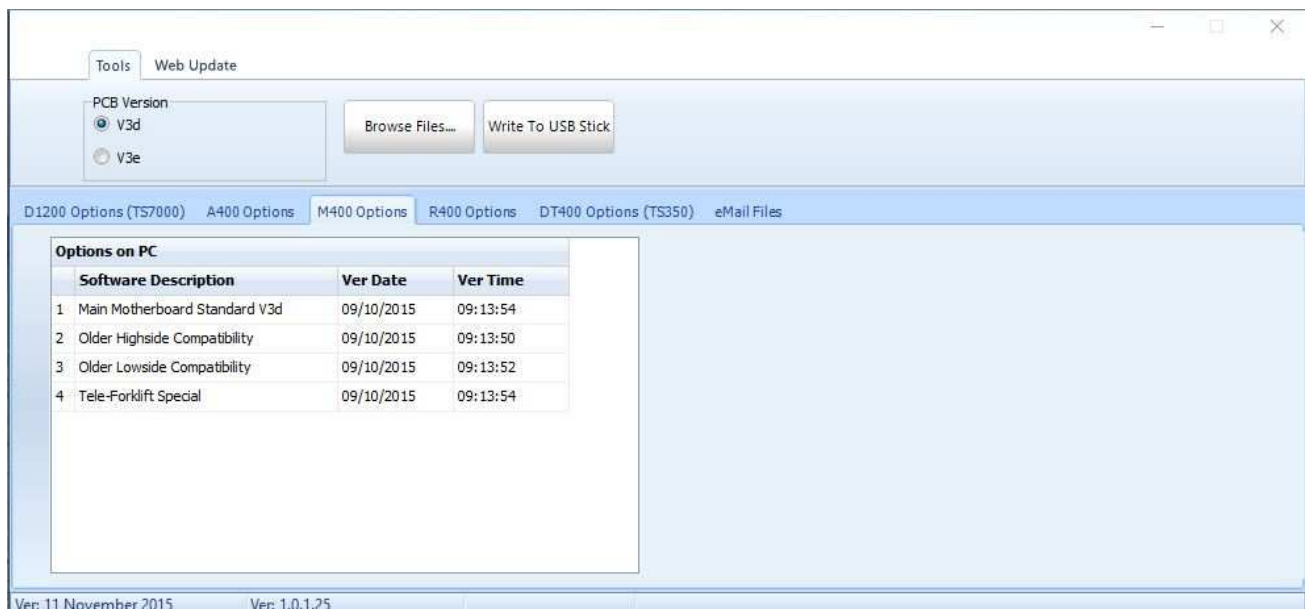 Tools Web Update
PCB Version
V3d
V3e
Browse Files.... Write To USB Stick
D1200 Options (TS7000) A400 Options M400 Options R400 Options DT400 Options (TS350) eMail Files
Options on PC
Software Description Ver Date Ver Time
1 Main Motherboard Standard V3d 09/10/2015 09:13:54
2 Older Highside Compatibility 09/10/2015 09:13:50
3 Older Lowside Compatibility 09/10/2015 09:13:52
4 Tele-Forklift Special 09/10/2015 09:13:54
Ver: 11 November 2015 Ver: 1.0.1.25